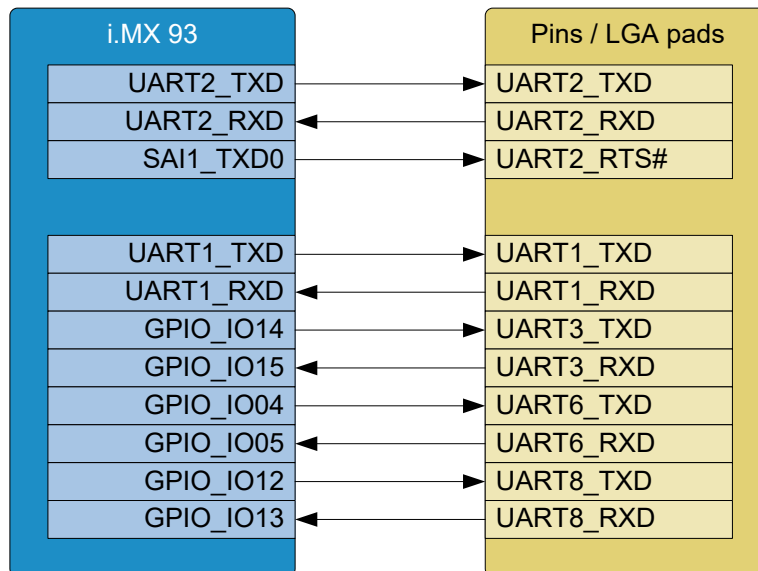 i.MX 93 Pins / LGA pads
UART2_TXD UART2_TXD
UART2_RXD UART2_RXD
SAI1_TXD0 UART2_RTS#
UART1_TXD UART1_TXD
UART1_RXD UART1_RXD
GPIO_IO14 UART3_TXD
GPIO_IO15 UART3_RXD
GPIO_IO04 UART6_TXD
GPIO_IO05 UART6_RXD
GPIO_IO12 UART8_TXD
GPIO_IO13 UART8_RXD